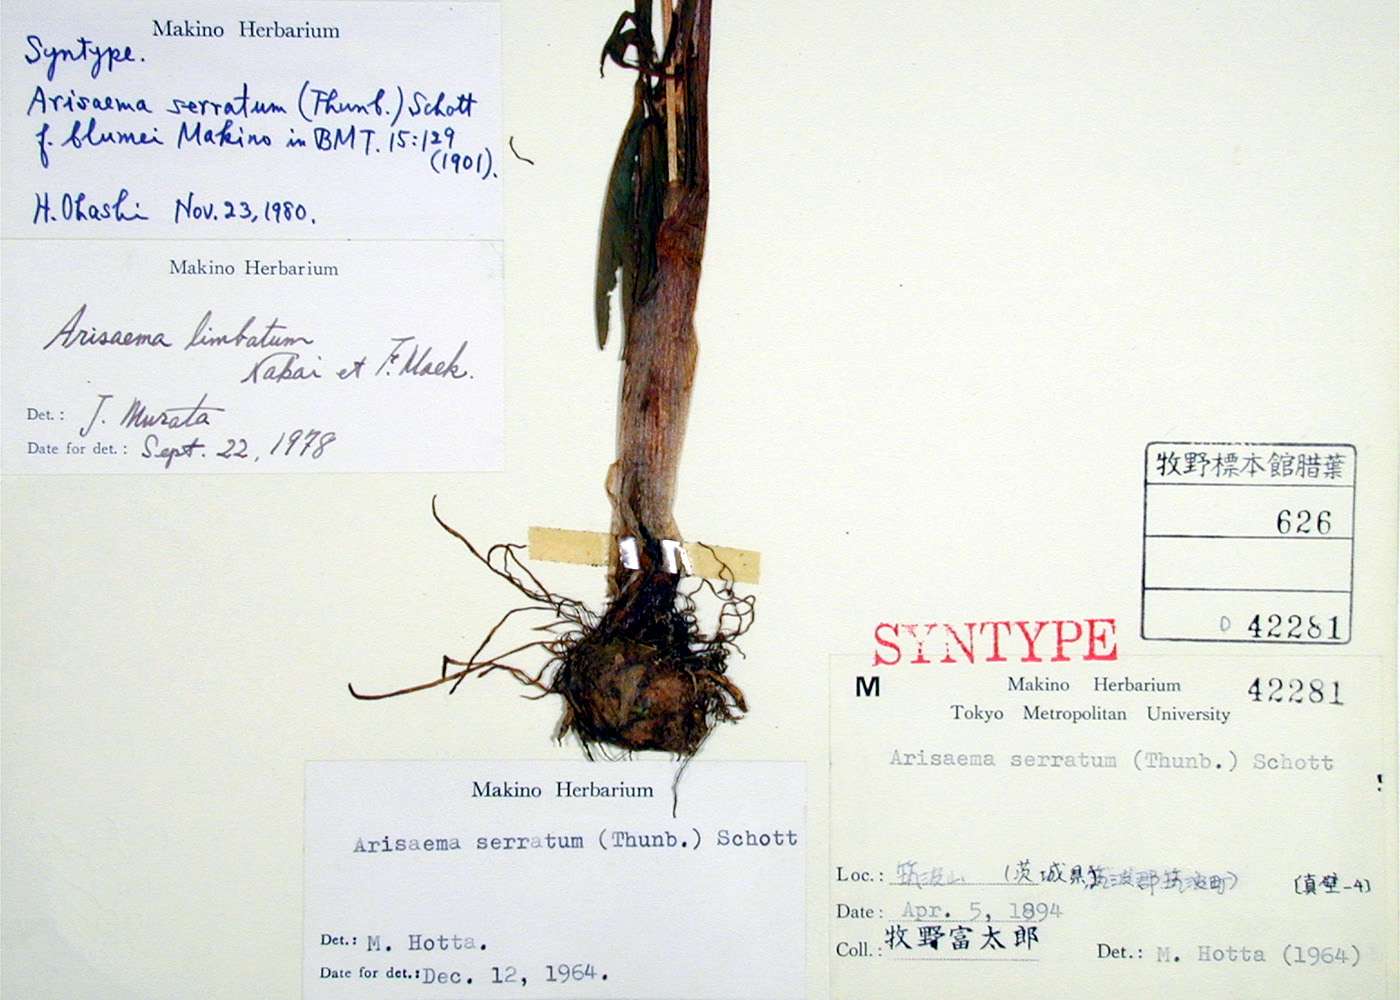 Makino Herbarium
Syntype.
Arisaema serratum (Thunb.) Schott
f. blumei Makino in BMT. 15:129
(1901).
H. Ohashi Nov. 23, 1980.
Makino Herbarium
Arisaema limbatum
Nakai et F. Maek.
Det.: J. Murata
Date for det.: Sept. 22, 1978
牧野標本館腊葉
626
D 42281
SYNTYPE
M Makino Herbarium 42281
Tokyo Metropolitan University
Arisaema serratum (Thunb.) Schott
Loc.: 筑波山 (茨城県筑波郡筑波町) [真壁-4]
Date: Apr. 5, 1894
Coll.: 牧野富太郎 Det.: M. Hotta (1964)
Makino Herbarium
Arisaema serratum (Thunb.) Schott
Det.: M. Hotta.
Date for det.: Dec. 12, 1964.